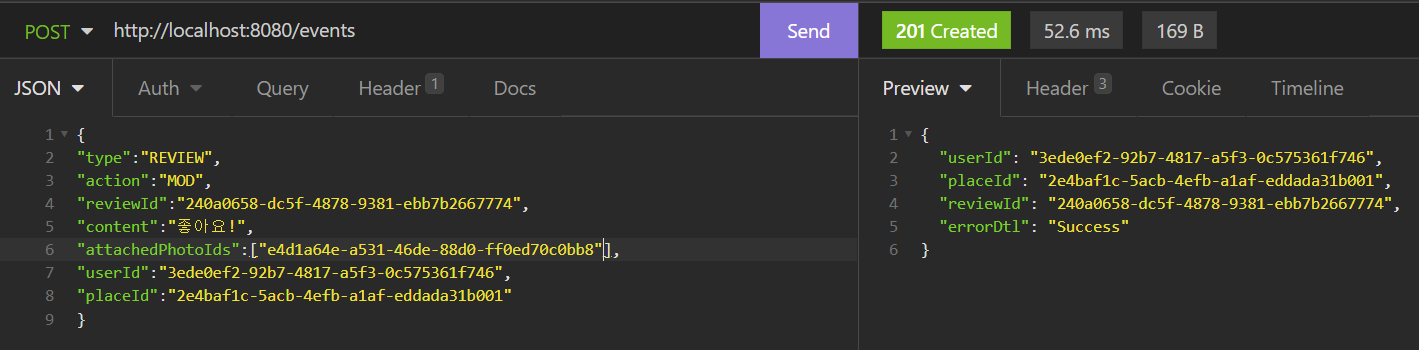 POST http://localhost:8080/events Send 201 Created 52.6 ms 169 B
JSON Auth Query Header 1 Docs Preview Header 3 Cookie Timeline
1 {
2 "type":"REVIEW",
3 "action":"MOD",
4 "reviewId":"240a0658-dc5f-4878-9381-ebb7b2667774",
5 "content":"좋아요!",
6 "attachedPhotoIds":["e4d1a64e-a531-46de-88d0-ff0ed70c0bb8"],
7 "userId":"3ede0ef2-92b7-4817-a5f3-0c575361f746",
8 "placeId":"2e4baf1c-5acb-4efb-a1af-eddada31b001"
9 }
1 {
2 "userId": "3ede0ef2-92b7-4817-a5f3-0c575361f746",
3 "placeId": "2e4baf1c-5acb-4efb-a1af-eddada31b001",
4 "reviewId": "240a0658-dc5f-4878-9381-ebb7b2667774",
5 "errorDtl": "Success"
6 }